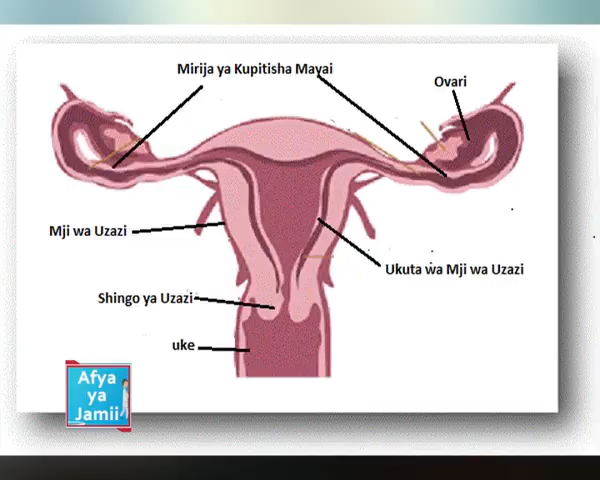 Mirija ya Kupitisha Mayai
Ovari
Mji wa Uzazi
Ukuta wa Mji wa Uzazi
Shingo ya Uzazi
uke
Afya
ya
Jamii